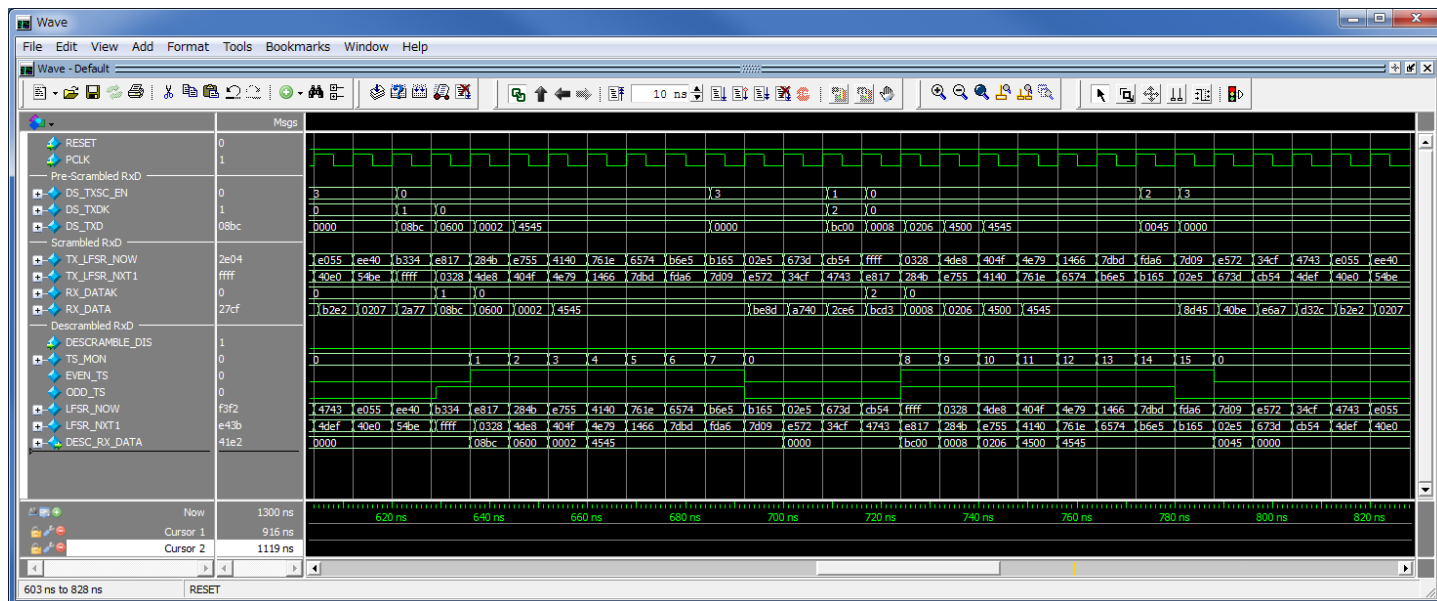 Wave
File Edit View Add Format Tools Bookmarks Window Help
Wave - Default
10 ns
Msgs
RESET 0
PCLK 1
Pre-Scrambled RxD
DS_TXSC_EN 0 3 0 3 1 0 2 3
DS_TXDK 1 0 1 0 2 0
DS_TXD 08bc 0000 08bc 0600 0002 4545 0000 bc00 0008 0206 4500 4545 0045 0000
Scrambled RxD
TX_LFSR_NOW 2e04 e055 ee40 b334 e817 284b e755 4140 761e 6574 b6e5 b165 02e5 673d cb54 ffff 0328 4de8 404f 4e79 1466 7dbd fda6 7d09 e572 34cf 4743 e055 ee40
TX_LFSR_NXT1 ffff 40e0 54be ffff 0328 4de8 404f 4e79 1466 7dbd fda6 7d09 e572 34cf 4743 e817 284b e755 4140 761e 6574 b6e5 b165 02e5 673d cb54 4def 40e0 54be
RX_DATAK 0 0 1 0 2 0
RX_DATA 27cf b2e2 0207 2a77 08bc 0600 0002 4545 be8d a740 2ce6 bcd3 0008 0206 4500 4545 8d45 40be e6a7 d32c b2e2 0207
Descrambled RxD
DESCRAMBLE_DIS 1
TS_MON 0 0 1 2 3 4 5 6 7 0 8 9 10 11 12 13 14 15 0
EVEN_TS 0
ODD_TS 0
LFSR_NOW f3f2 4743 e055 ee40 b334 e817 284b e755 4140 761e 6574 b6e5 b165 02e5 673d cb54 ffff 0328 4de8 404f 4e79 1466 7dbd fda6 7d09 e572 34cf 4743 e055
LFSR_NXT1 e43b 4def 40e0 54be ffff 0328 4de8 404f 4e79 1466 7dbd fda6 7d09 e572 34cf 4743 e817 284b e755 4140 761e 6574 b6e5 b165 02e5 673d cb54 4def 40e0
DESC_RX_DATA 41e2 0000 08bc 0600 0002 4545 0000 bc00 0008 0206 4500 4545 0045 0000
Now 1300 ns 620 ns 640 ns 660 ns 680 ns 700 ns 720 ns 740 ns 760 ns 780 ns 800 ns 820 ns
Cursor 1 916 ns
Cursor 2 1119 ns
603 ns to 828 ns RESET